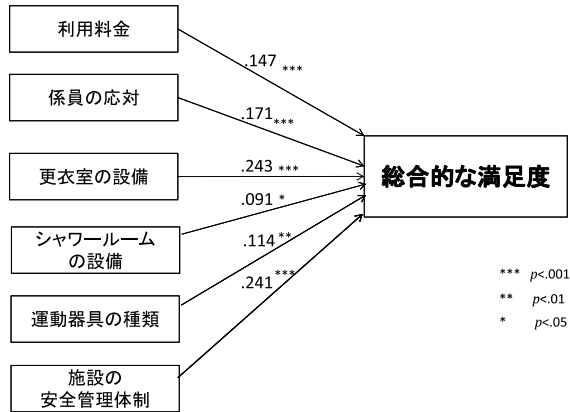 利用料金
.147 ***
係員の応対
.171***
更衣室の設備
.243 ***
総合的な満足度
.091 *
シャワールーム
の設備
.114 **
.241 ***
運動器具の種類
施設の
安全管理体制
*** p<.001
** p<.01
* p<.05